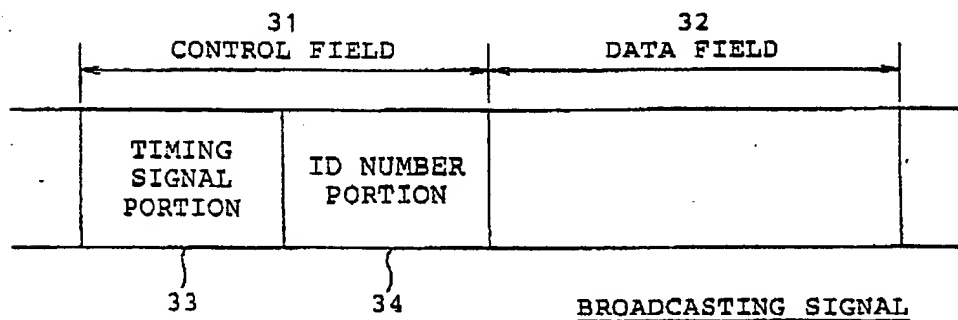 31 32
CONTROL FIELD DATA FIELD
TIMING
SIGNAL
PORTION
ID NUMBER
PORTION
33 34
BROADCASTING SIGNAL